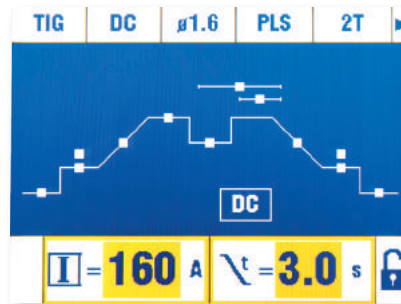 TIG DC ø1.6 PLS 2T
DC
I = 160 A t = 3.0 s